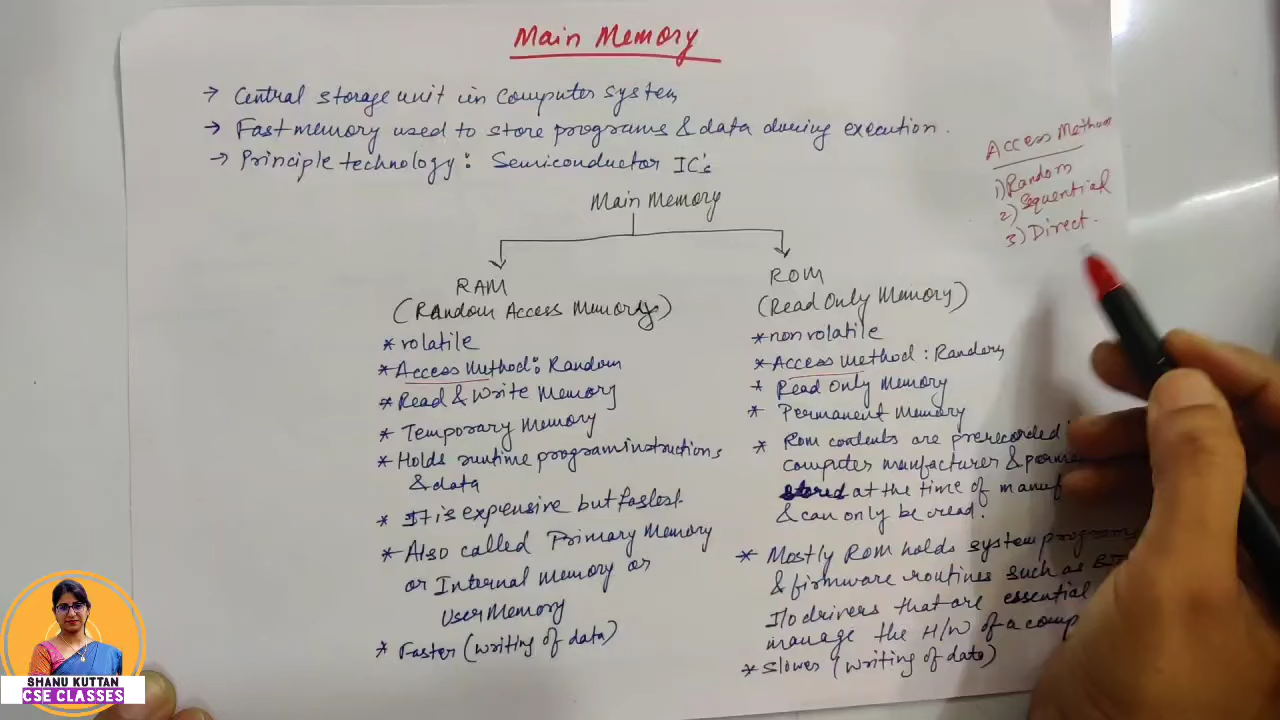 Main Memory
→ Central storage unit in Computer system
→ Fast memory used to store programs & data during execution.
→ Principle technology: Semiconductor IC's
Main Memory
Access Method
1) Random
2) Sequential
3) Direct
RAM
(Random Access Memory)
* volatile
* Access Method: Random
* Read & Write Memory
* Temporary Memory
* Holds runtime program instructions
& data
* It is expensive but fastest
* Also called Primary Memory
or Internal Memory or
User Memory
* Faster (writing of data)
ROM
(Read Only Memory)
* non volatile
* Access Method: Random
* Read Only Memory
* Permanent Memory
* Rom contents are prerecorded
computer manufacturer &
stored at the time of
& can only be read.
* Mostly ROM holds system programs
& firmware routines such as
I/o drivers that are essential
manage the H/W of a
* Slower (writing of data)
SHANU KUTTAN
CSE CLASSES